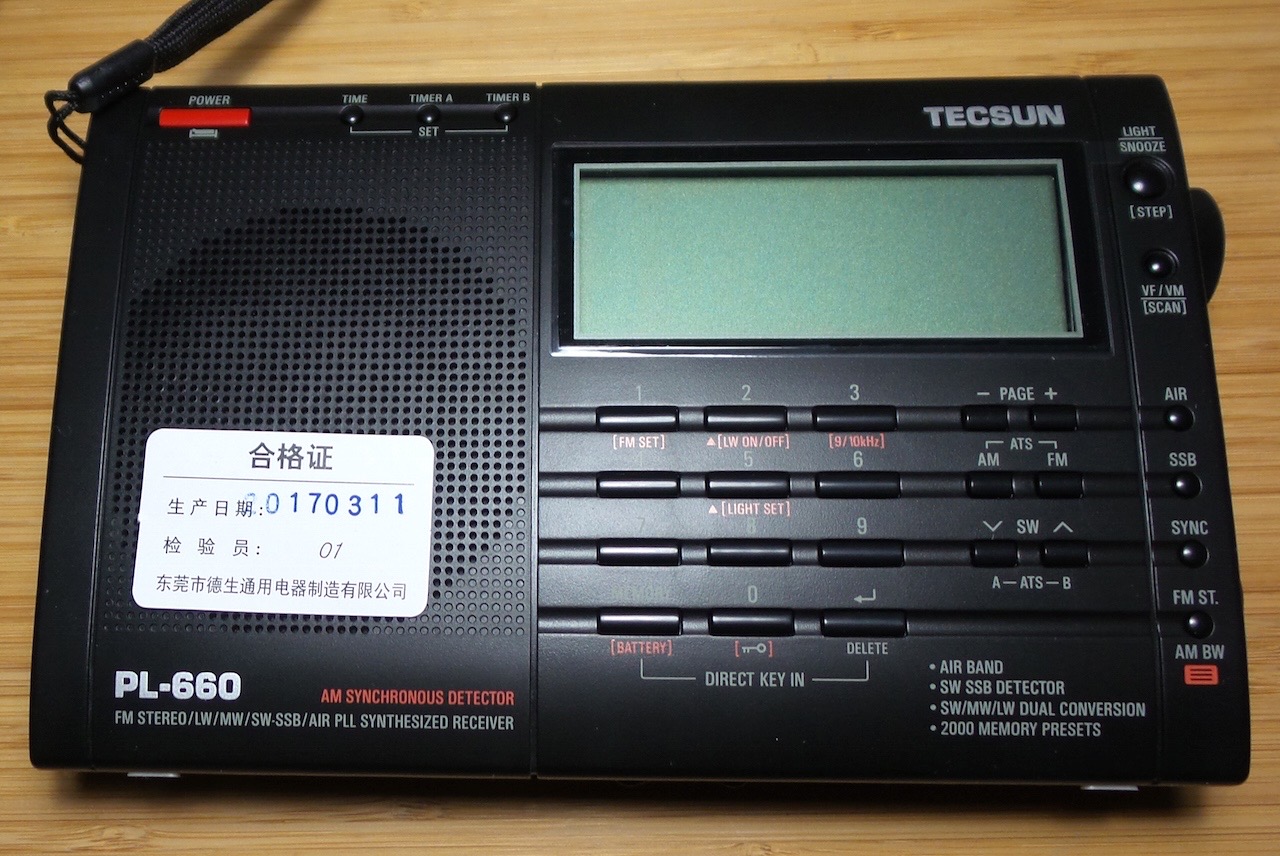 POWER
TIME TIMER A TIMER B
SET
TECSUN
LIGHT
SNOOZE
[STEP]
VF / VM
[SCAN]
1 2 3 − PAGE + AIR
[FM SET] ▲[LW ON/OFF] [9/10kHz]
ATS
AM FM
5 6 SSB
▲[LIGHT SET]
7 8 9 SW SYNC
A—ATS—B
0 FM ST.
[BATTERY] DELETE
DIRECT KEY IN
AM BW
• AIR BAND
• SW SSB DETECTOR
• SW/MW/LW DUAL CONVERSION
• 2000 MEMORY PRESETS
合格证
生产日期:20170311
检验员: 01
东莞市德生通用电器制造有限公司
PL-660
AM SYNCHRONOUS DETECTOR
FM STEREO/LW/MW/SW-SSB/AIR PLL SYNTHESIZED RECEIVER